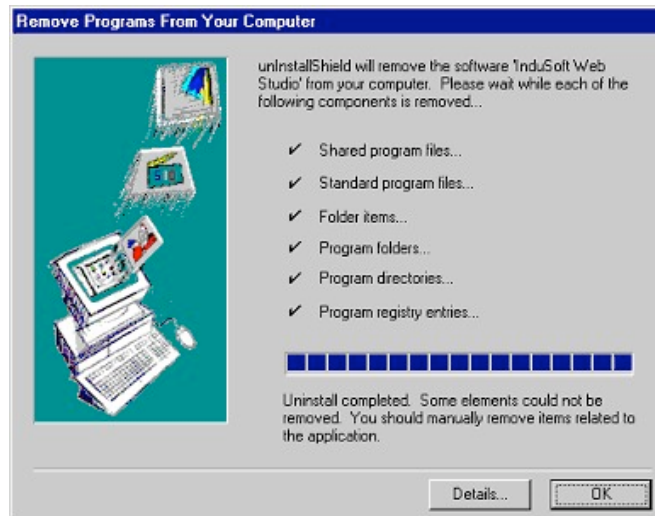 Remove Programs From Your Computer
unInstallShield will remove the software 'InduSoft Web
Studio' from your computer. Please wait while each of the
following components is removed...
✔ Shared program files...
✔ Standard program files...
✔ Folder items...
✔ Program folders...
✔ Program directories...
✔ Program registry entries...
Uninstall completed. Some elements could not be
removed. You should manually remove items related to
the application.
Details...
OK